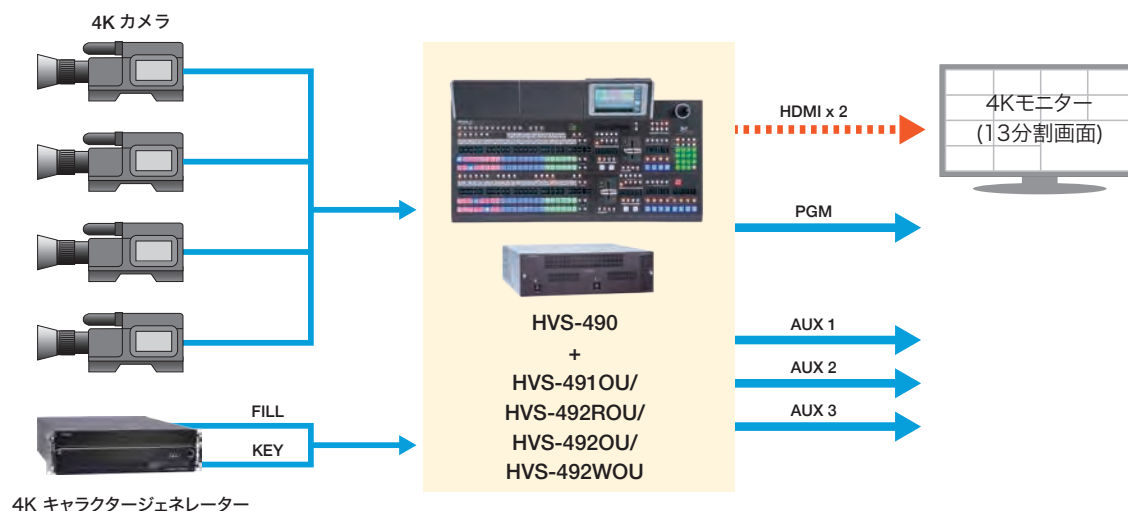 4K カメラ
HDMI x 2
4Kモニター
(13分割画面)
PGM
HVS-490
+
HVS-491OU/
HVS-492ROU/
HVS-492OU/
HVS-492WOU
AUX 1
AUX 2
AUX 3
FILL
KEY
4K キャラクタージェネレーター